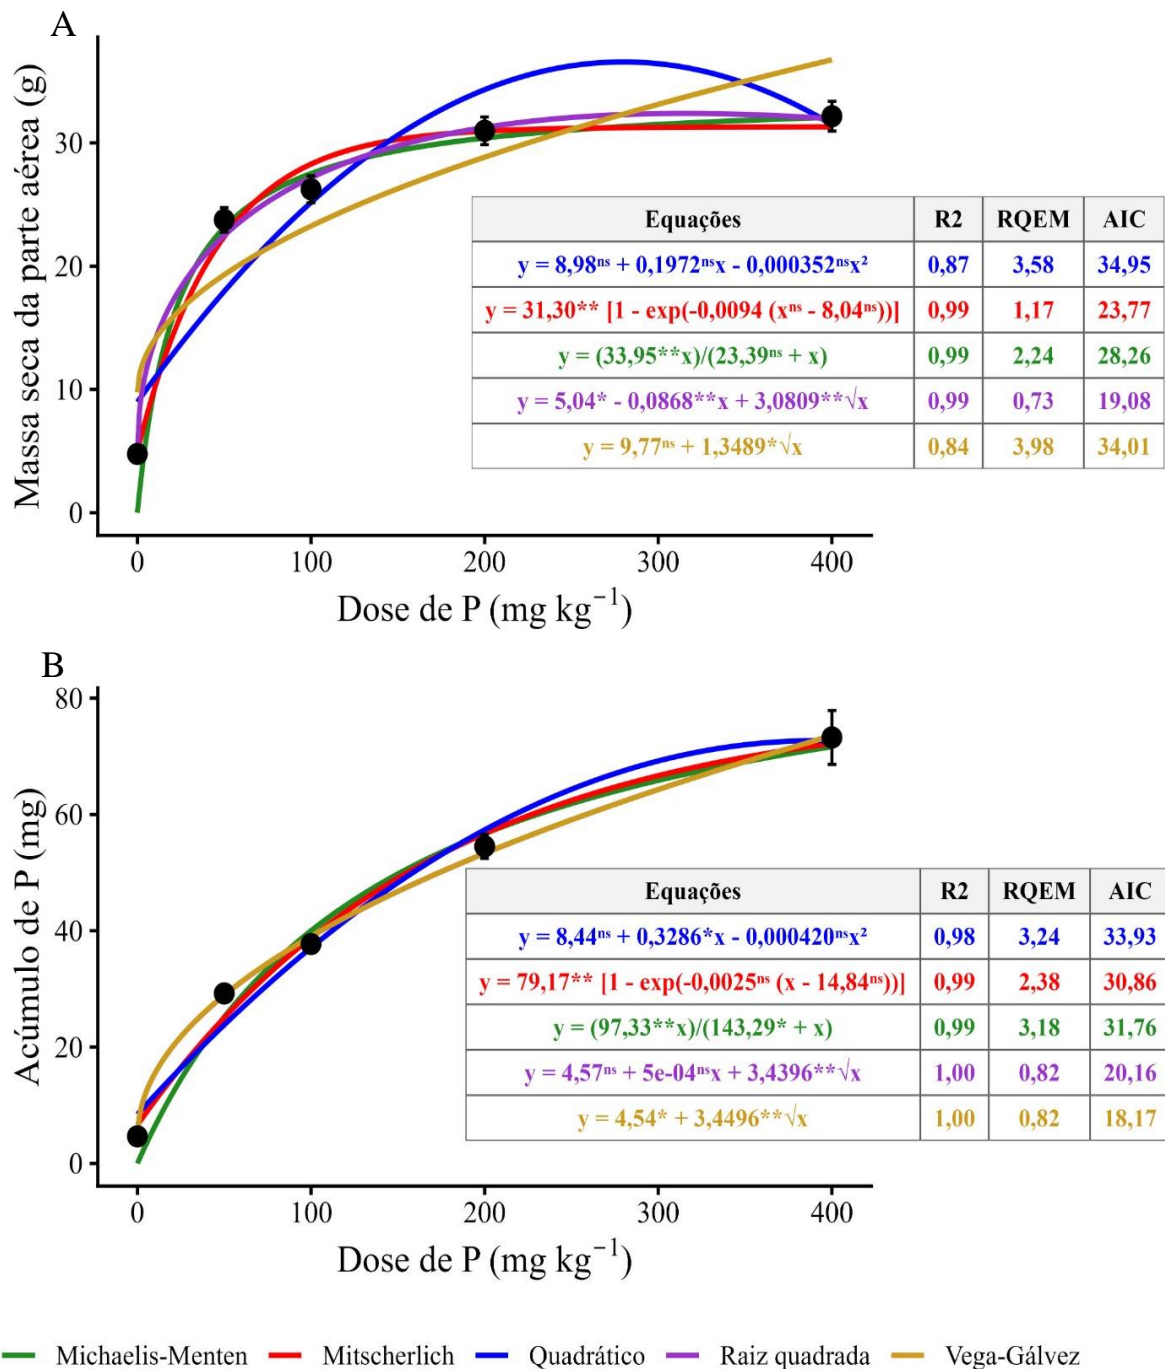 A
Massa seca da parte aérea (g)
30
20
10
0
Equações R2 RQEM AIC
y = 8,98ⁿˢ + 0,1972ⁿˢx - 0,000352ⁿˢx² 0,87 3,58 34,95
y = 31,30** [1 - exp(-0,0094 (xⁿˢ - 8,04ⁿˢ))] 0,99 1,17 23,77
y = (33,95**x)/(23,39ⁿˢ + x) 0,99 2,24 28,26
y = 5,04* - 0,0868**x + 3,0809**√x 0,99 0,73 19,08
y = 9,77ⁿˢ + 1,3489*√x 0,84 3,98 34,01
0 100 200 300 400
Dose de P (mg kg⁻¹)
B
Acúmulo de P (mg)
80
60
40
20
0
Equações R2 RQEM AIC
y = 8,44ⁿˢ + 0,3286*x - 0,000420ⁿˢx² 0,98 3,24 33,93
y = 79,17** [1 - exp(-0,0025ⁿˢ (x - 14,84ⁿˢ))] 0,99 2,38 30,86
y = (97,33**x)/(143,29* + x) 0,99 3,18 31,76
y = 4,57ⁿˢ + 5e-04ⁿˢx + 3,4396**√x 1,00 0,82 20,16
y = 4,54* + 3,4496**√x 1,00 0,82 18,17
0 100 200 300 400
Dose de P (mg kg⁻¹)
Michaelis-Menten Mitscherlich Quadrático Raiz quadrada Vega-Gálvez